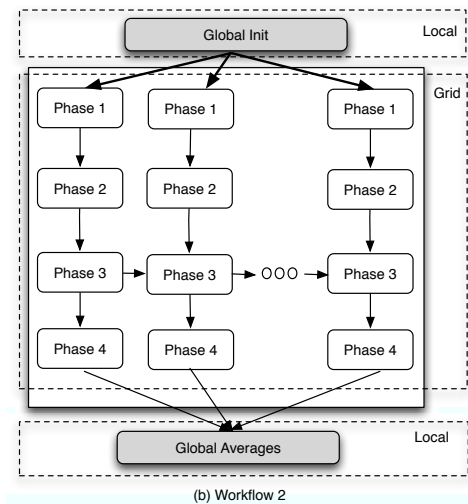 Global Init
Local
Grid
Phase 1
Phase 1
Phase 1
Phase 2
Phase 2
Phase 2
Phase 3
Phase 3
OOO
Phase 3
Phase 4
Phase 4
Phase 4
Local
Global Averages
(b) Workflow 2